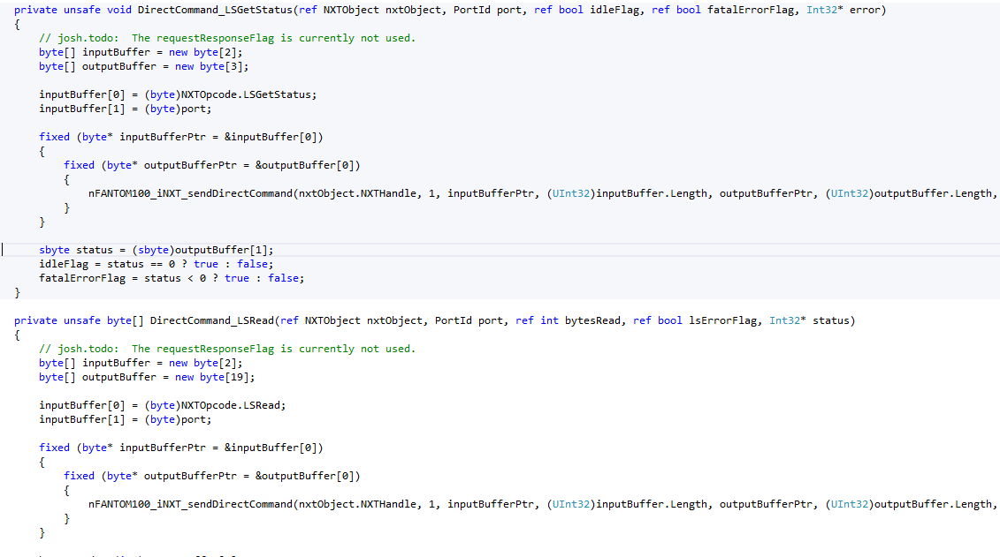 private unsafe void DirectCommand_LSGetStatus(ref NXTObject nxtObject, PortId port, ref bool idleFlag, ref bool fatalErrorFlag, Int32* error)
{
    // josh.todo:  The requestResponseFlag is currently not used.
    byte[] inputBuffer = new byte[2];
    byte[] outputBuffer = new byte[3];

    inputBuffer[0] = (byte)NXTOpcode.LSGetStatus;
    inputBuffer[1] = (byte)port;

    fixed (byte* inputBufferPtr = &inputBuffer[0])
    {
        fixed (byte* outputBufferPtr = &outputBuffer[0])
        {
            nFANTOM100_iNXT_sendDirectCommand(nxtObject.NXTHandle, 1, inputBufferPtr, (UInt32)inputBuffer.Length, outputBufferPtr, (UInt32)outputBuffer.Length,
        }
    }

    sbyte status = (sbyte)outputBuffer[1];
    idleFlag = status == 0 ? true : false;
    fatalErrorFlag = status < 0 ? true : false;
}

private unsafe byte[] DirectCommand_LSRead(ref NXTObject nxtObject, PortId port, ref int bytesRead, ref bool lsErrorFlag, Int32* status)
{
    // josh.todo:  The requestResponseFlag is currently not used.
    byte[] inputBuffer = new byte[2];
    byte[] outputBuffer = new byte[19];

    inputBuffer[0] = (byte)NXTOpcode.LSRead;
    inputBuffer[1] = (byte)port;

    fixed (byte* inputBufferPtr = &inputBuffer[0])
    {
        fixed (byte* outputBufferPtr = &outputBuffer[0])
        {
            nFANTOM100_iNXT_sendDirectCommand(nxtObject.NXTHandle, 1, inputBufferPtr, (UInt32)inputBuffer.Length, outputBufferPtr, (UInt32)outputBuffer.Length,
        }
    }